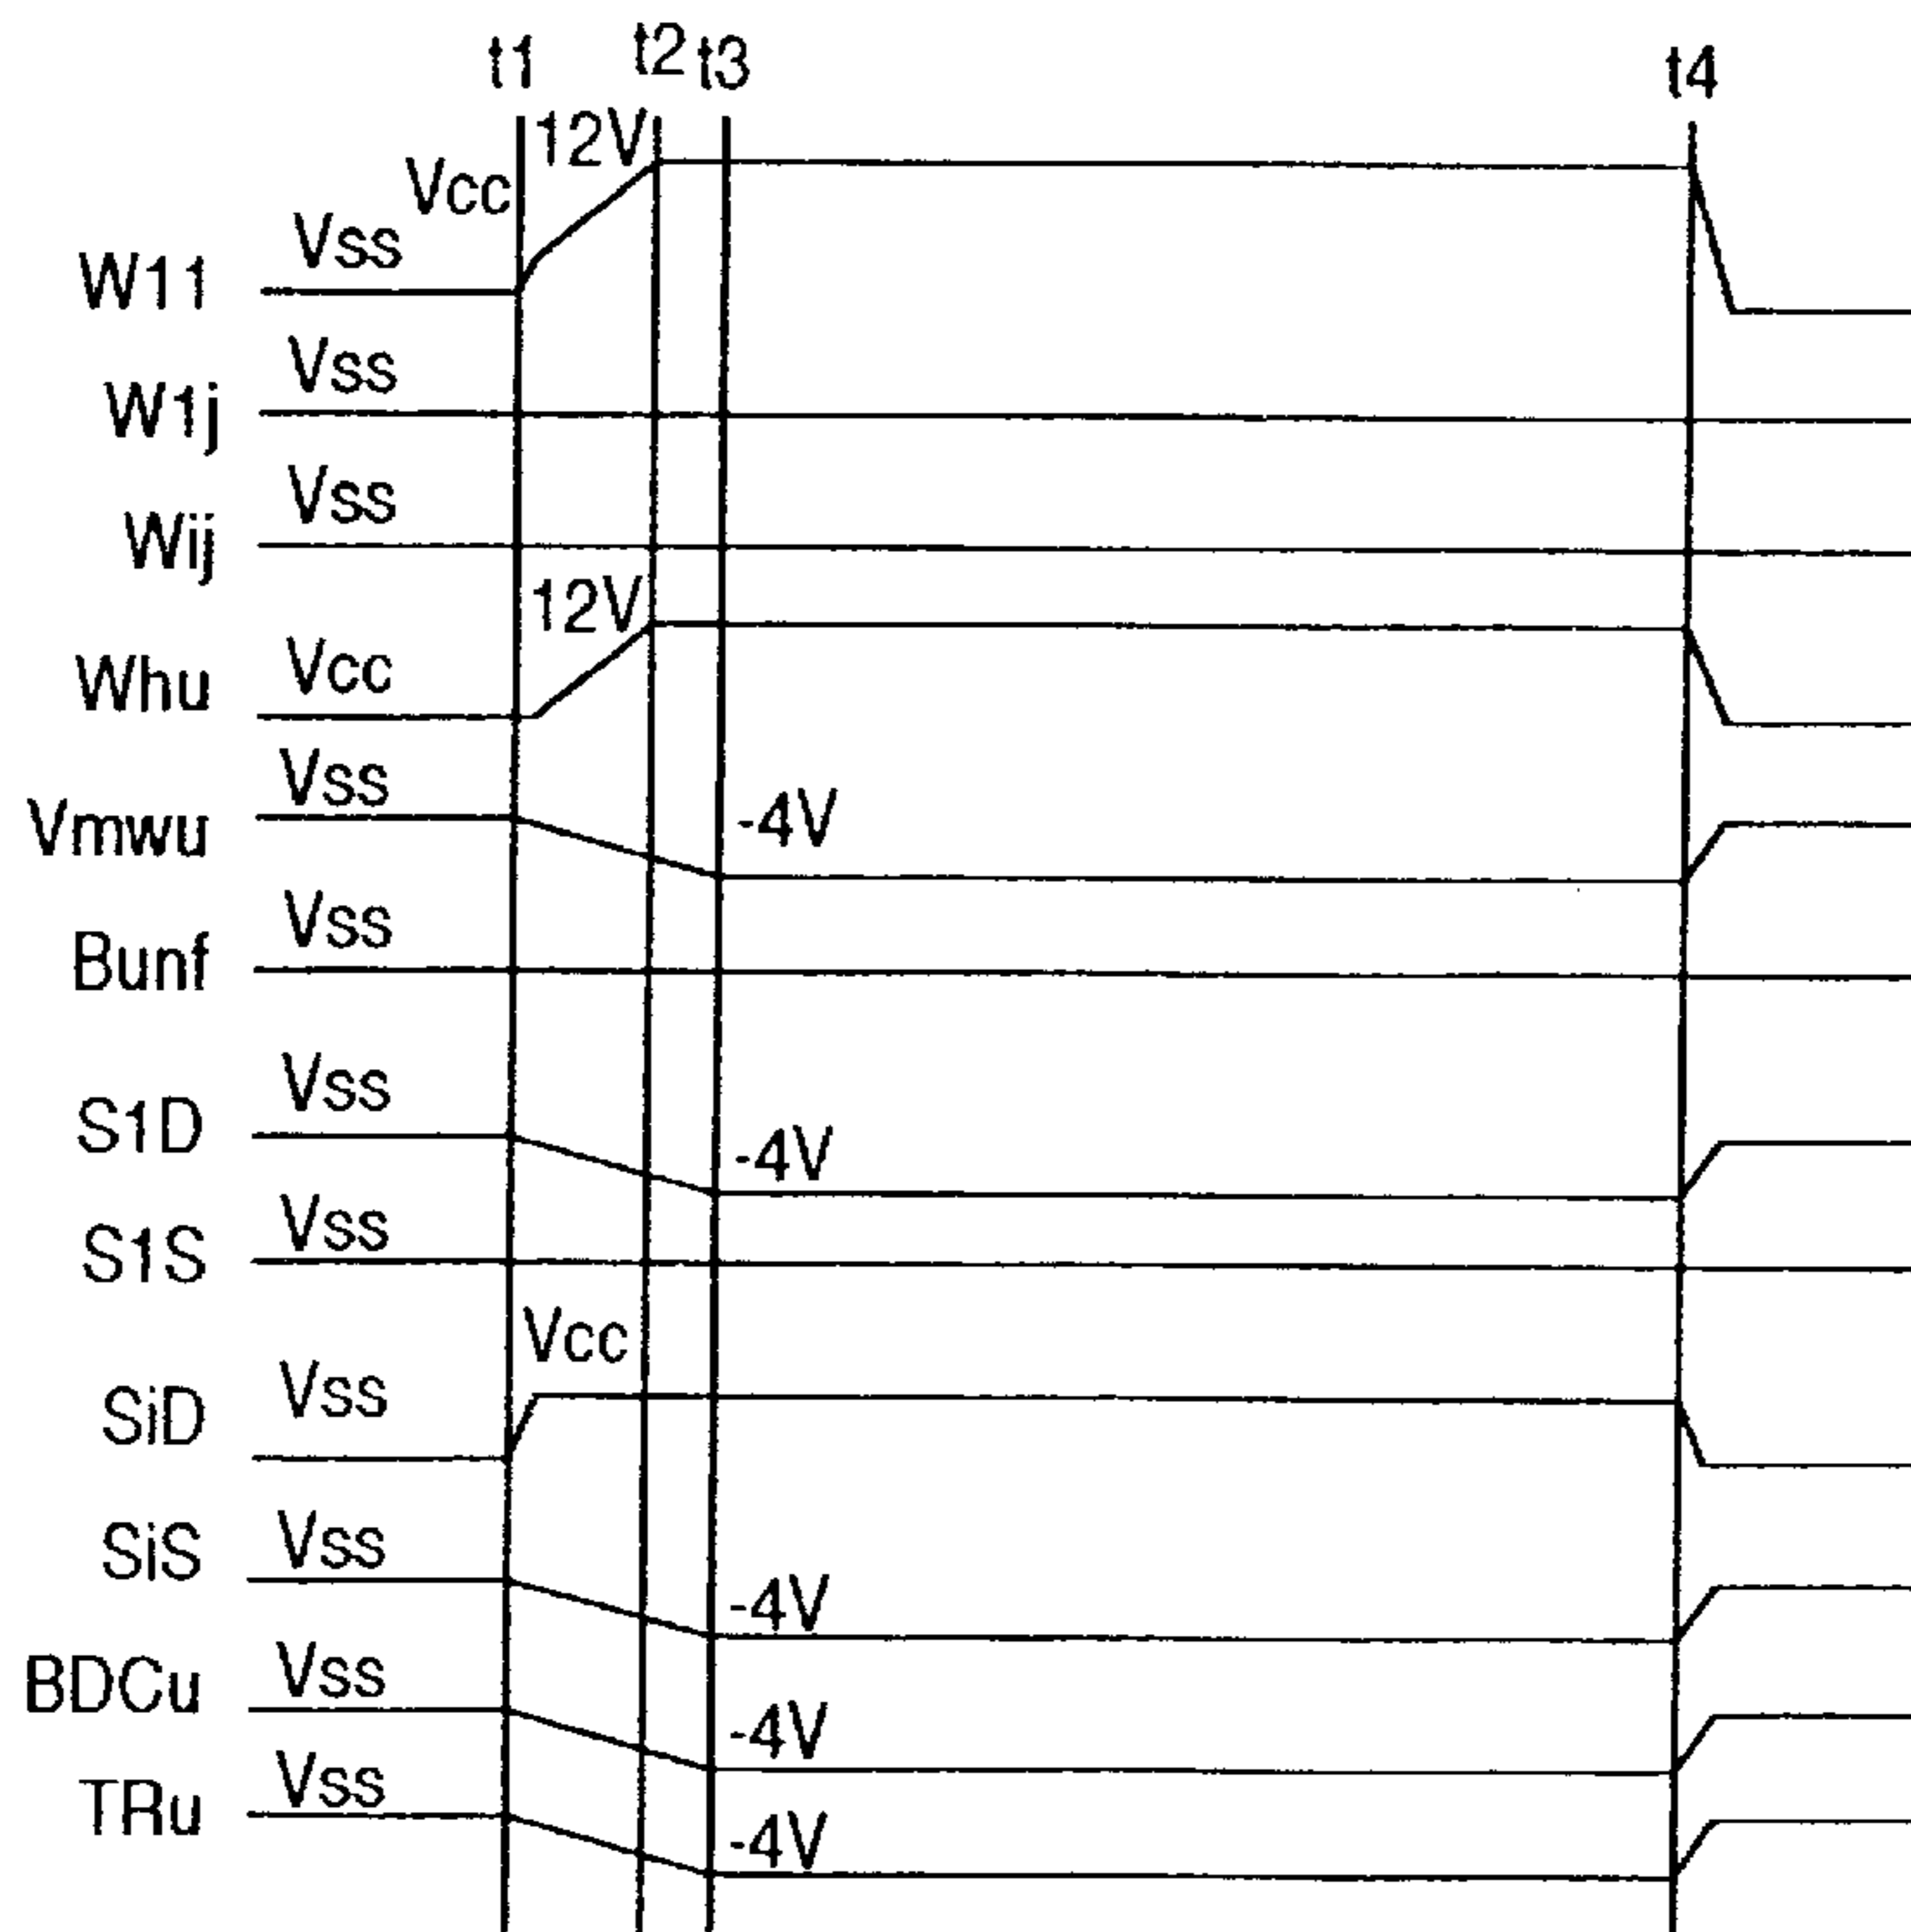 t1 t2 t3 t4
12V
Vcc
W11 Vss
W1j Vss
Wij Vss
12V
Whu Vcc
Vmwu Vss -4V
Bunf Vss
S1D Vss -4V
S1S Vss
Vcc
SiD Vss
SiS Vss -4V
BDCu Vss -4V
TRu Vss -4V